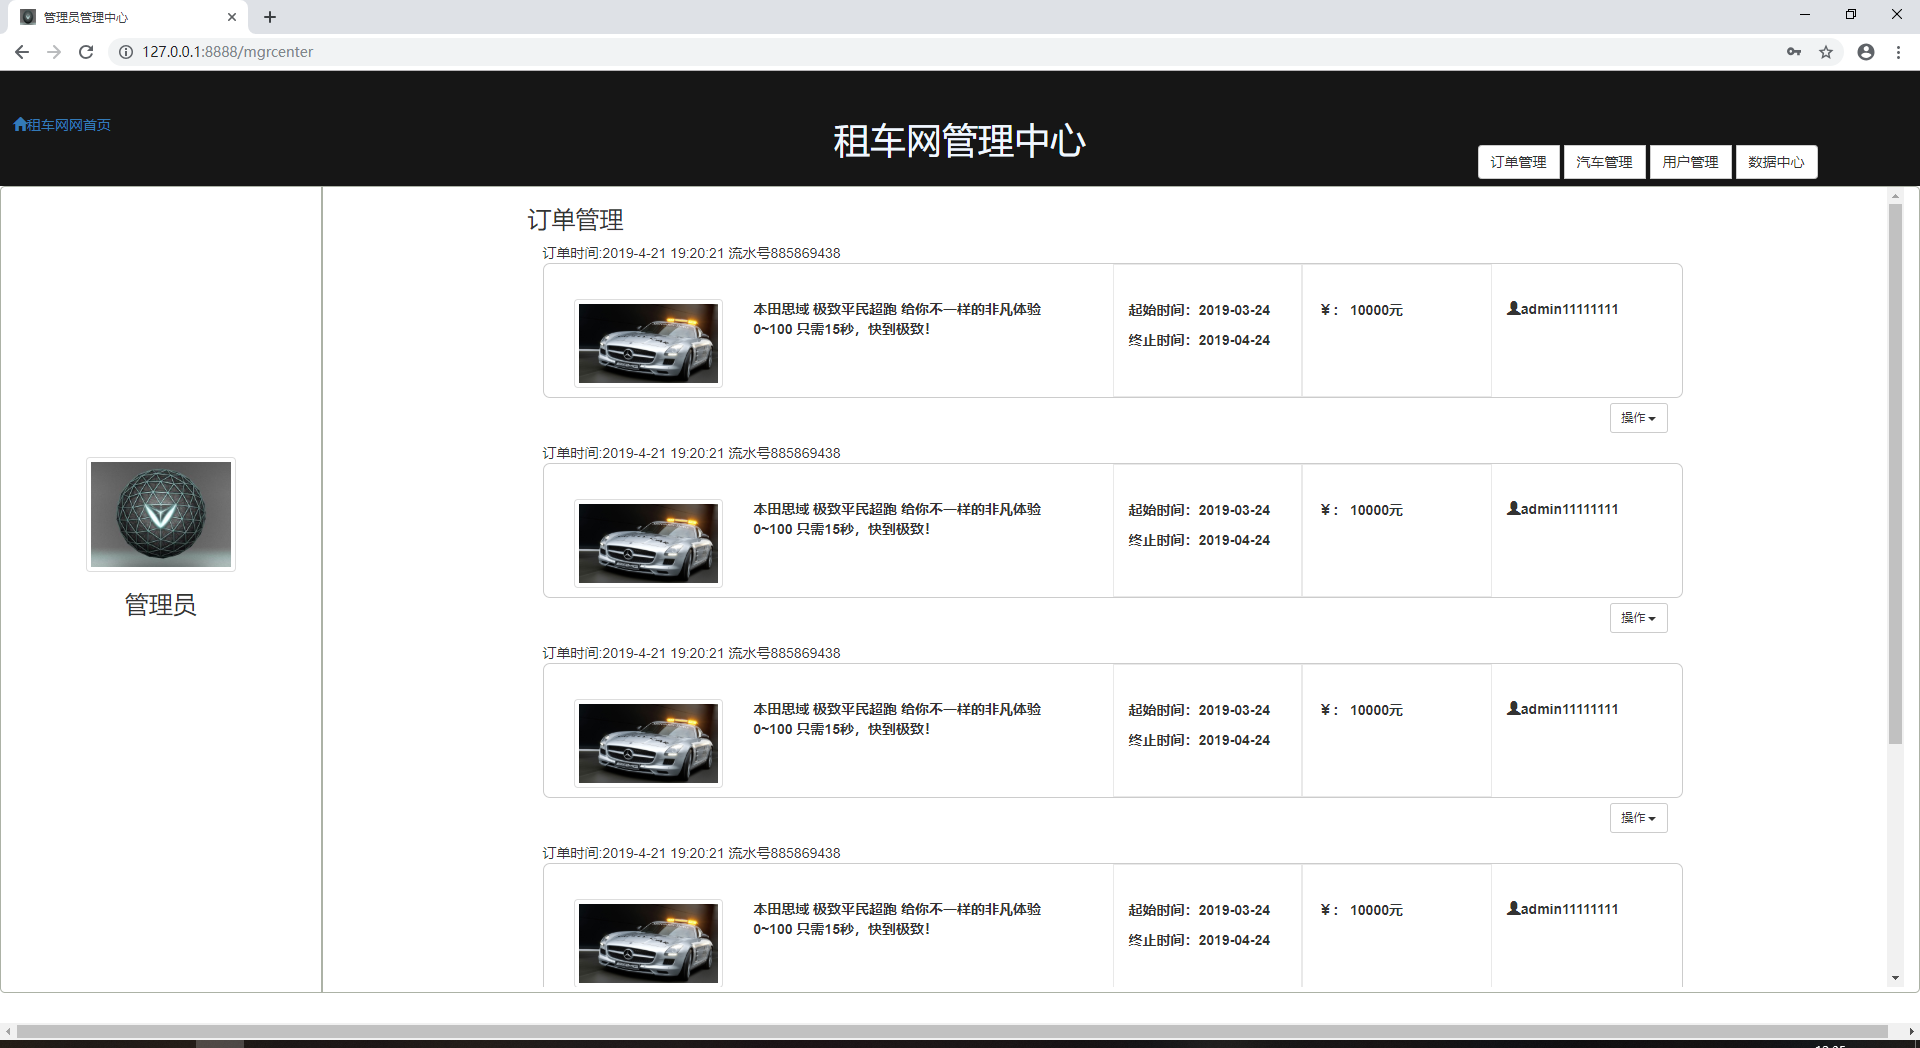 管理员管理中心
127.0.0.1:8888/mgrcenter
租车网网首页
租车网管理中心
订单管理 汽车管理 用户管理 数据中心
管理员
订单管理
订单时间:2019-4-21 19:20:21 流水号885869438
本田思域 极致平民超跑 给你不一样的非凡体验
0~100 只需15秒，快到极致！
起始时间：2019-03-24
终止时间：2019-04-24
¥： 10000元
admin11111111
操作
订单时间:2019-4-21 19:20:21 流水号885869438
本田思域 极致平民超跑 给你不一样的非凡体验
0~100 只需15秒，快到极致！
起始时间：2019-03-24
终止时间：2019-04-24
¥： 10000元
admin11111111
操作
订单时间:2019-4-21 19:20:21 流水号885869438
本田思域 极致平民超跑 给你不一样的非凡体验
0~100 只需15秒，快到极致！
起始时间：2019-03-24
终止时间：2019-04-24
¥： 10000元
admin11111111
操作
订单时间:2019-4-21 19:20:21 流水号885869438
本田思域 极致平民超跑 给你不一样的非凡体验
0~100 只需15秒，快到极致！
起始时间：2019-03-24
终止时间：2019-04-24
¥： 10000元
admin11111111